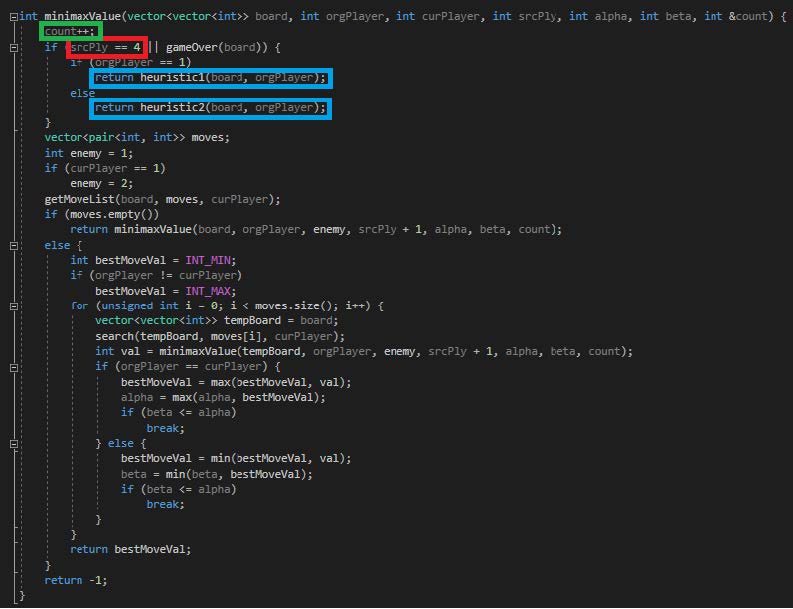 int minimaxValue(vector<vector<int>> board, int orgPlayer, int curPlayer, int srcPly, int alpha, int beta, int &count) {
count++;
if (srcPly == 4 || gameOver(board)) {
if (orgPlayer == 1)
return heuristic1(board, orgPlayer);
else
return heuristic2(board, orgPlayer);
}
vector<pair<int, int>> moves;
int enemy = 1;
if (curPlayer == 1)
enemy = 2;
getMoveList(board, moves, curPlayer);
if (moves.empty())
return minimaxValue(board, orgPlayer, enemy, srcPly + 1, alpha, beta, count);
else {
int bestMoveVal = INT_MIN;
if (orgPlayer != curPlayer)
bestMoveVal = INT_MAX;
for (unsigned int i = 0; i < moves.size(); i++) {
vector<vector<int>> tempBoard = board;
search(tempBoard, moves[i], curPlayer);
int val = minimaxValue(tempBoard, orgPlayer, enemy, srcPly + 1, alpha, beta, count);
if (orgPlayer == curPlayer) {
bestMoveVal = max(bestMoveVal, val);
alpha = max(alpha, bestMoveVal);
if (beta <= alpha)
break;
} else {
bestMoveVal = min(bestMoveVal, val);
beta = min(beta, bestMoveVal);
if (beta <= alpha)
break;
}
}
return bestMoveVal;
}
return -1;
}